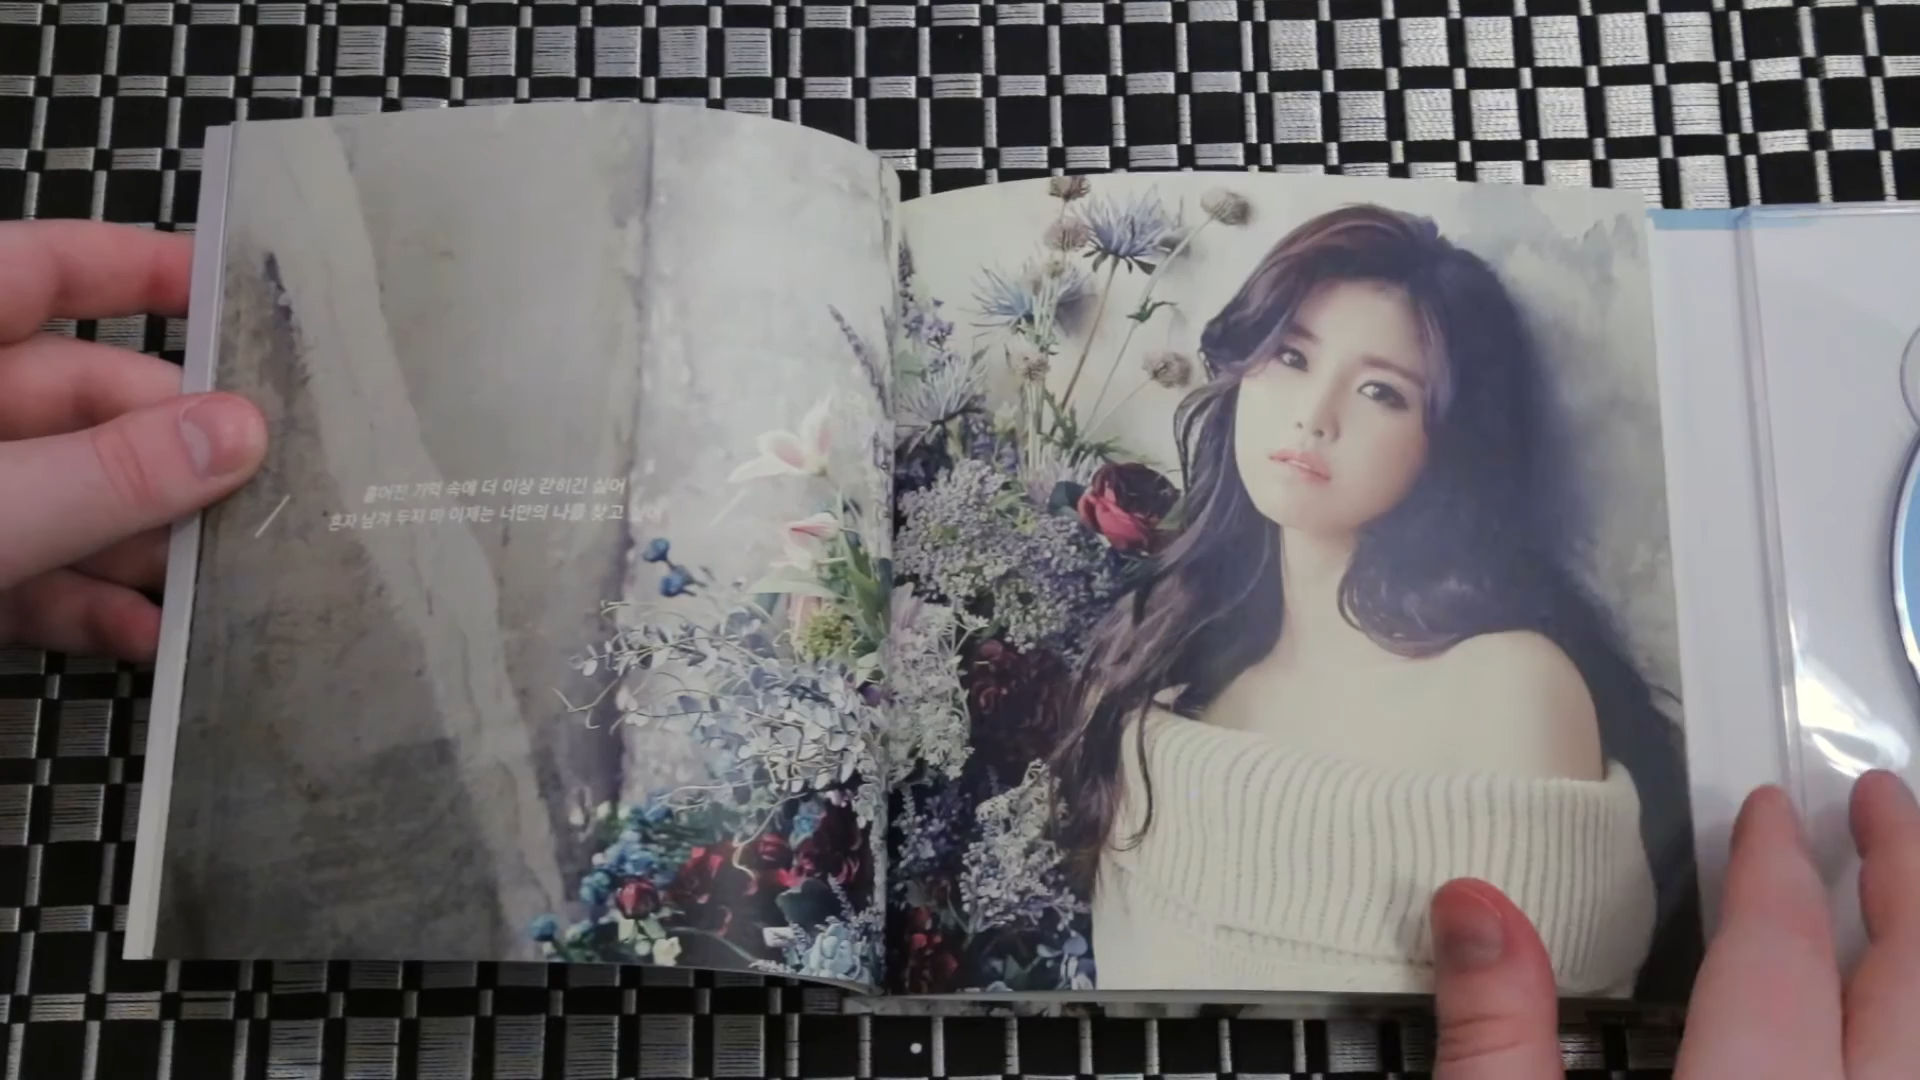 흩어진 기억 속에 더 이상 갇히긴 싫어
혼자 남겨 두지 마 이제는 너만의 나를 찾고 싶어